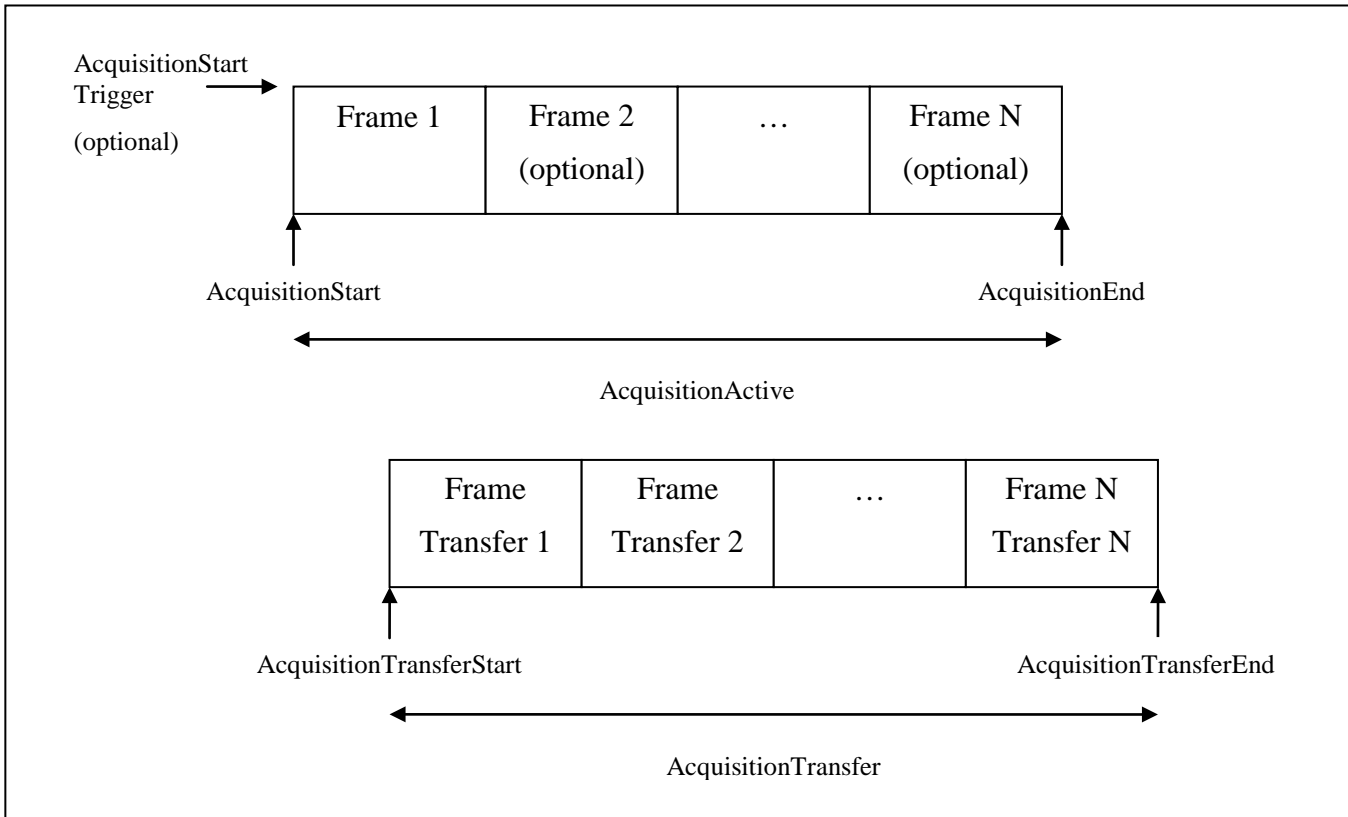 AcquisitionStart
Trigger
(optional)
Frame 1
Frame 2
(optional)
…
Frame N
(optional)
AcquisitionStart
AcquisitionEnd
AcquisitionActive
Frame
Transfer 1
Frame
Transfer 2
…
Frame N
Transfer N
AcquisitionTransferStart
AcquisitionTransferEnd
AcquisitionTransfer